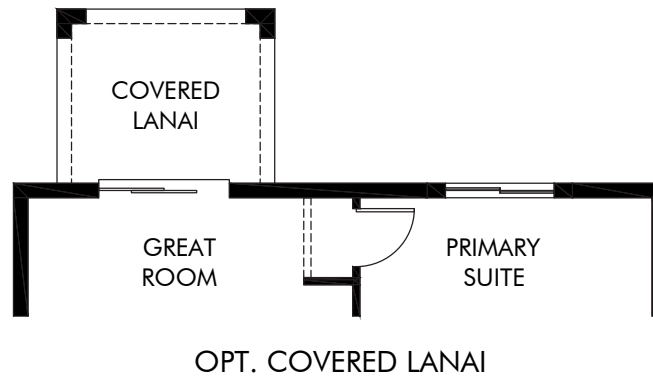 COVERED
LANAI
GREAT
ROOM
PRIMARY
SUITE
OPT. COVERED LANAI